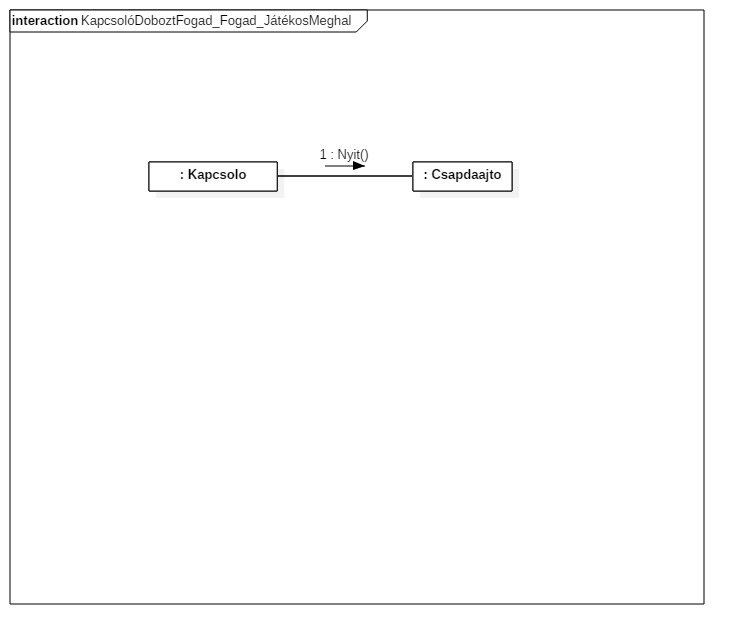 interaction KapcsolóDoboztFogad_Fogad_JátékosMeghal
1 : Nyit()
: Kapcsolo
: Csapdaajto